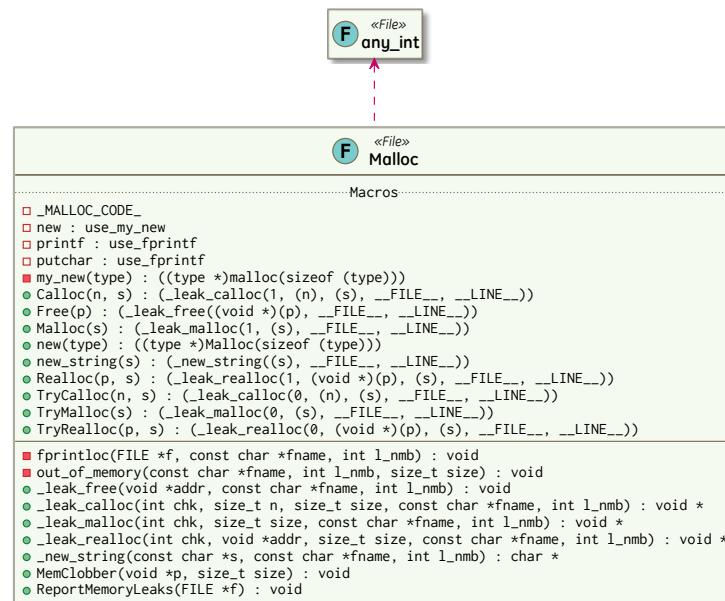 F «File»
any_int
F «File»
Malloc
Macros
_MALLOC_CODE_
new : use_my_new
printf : use_fprintf
putchar : use_fprintf
my_new(type) : ((type *)malloc(sizeof (type)))
Calloc(n, s) : (_leak_calloc(1, (n), (s), __FILE__, __LINE__))
Free(p) : (_leak_free((void *)(p), __FILE__, __LINE__))
Malloc(s) : (_leak_malloc(1, (s), __FILE__, __LINE__))
new(type) : ((type *)Malloc(sizeof (type)))
new_string(s) : (_new_string((s), __FILE__, __LINE__))
Realloc(p, s) : (_leak_realloc(1, (void *)(p), (s), __FILE__, __LINE__))
TryCalloc(n, s) : (_leak_calloc(0, (n), (s), __FILE__, __LINE__))
TryMalloc(s) : (_leak_malloc(0, (s), __FILE__, __LINE__))
TryRealloc(p, s) : (_leak_realloc(0, (void *)(p), (s), __FILE__, __LINE__))
fprintloc(FILE *f, const char *fname, int l_nmb) : void
out_of_memory(const char *fname, int l_nmb, size_t size) : void
_leak_free(void *addr, const char *fname, int l_nmb) : void
_leak_calloc(int chk, size_t n, size_t size, const char *fname, int l_nmb) : void *
_leak_malloc(int chk, size_t size, const char *fname, int l_nmb) : void *
_leak_realloc(int chk, void *addr, size_t size, const char *fname, int l_nmb) : void *
_new_string(const char *s, const char *fname, int l_nmb) : char *
MemClobber(void *p, size_t size) : void
ReportMemoryLeaks(FILE *f) : void